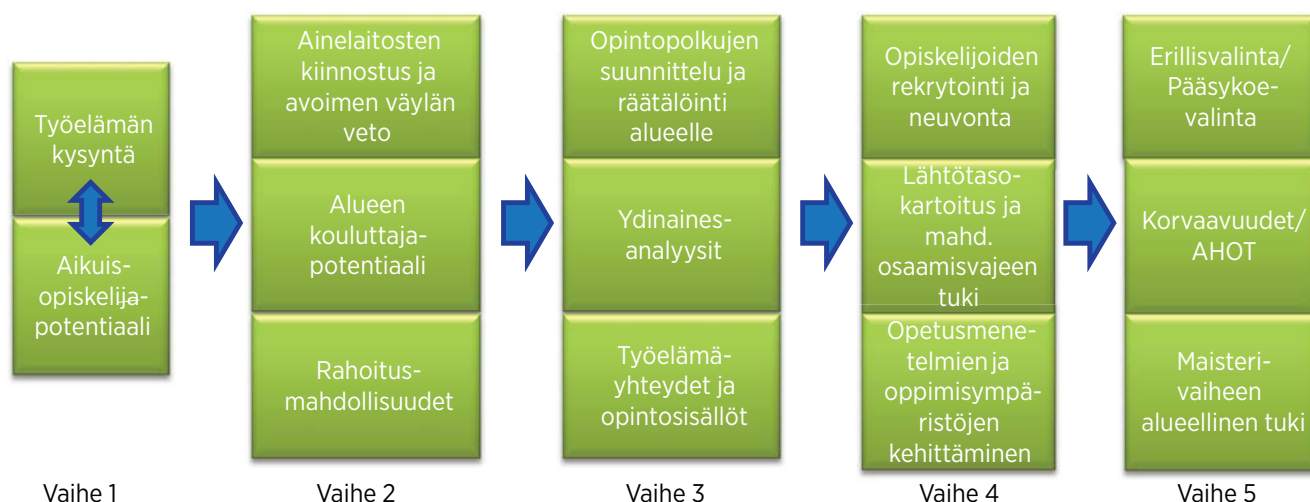 Työelämän
kysyntä
Aikuis-
opiskelija-
potentiaali
Vaihe 1
Ainelaitosten
kiinnostus ja
avoimen väylän
veto
Alueen
kouluttaja-
potentiaali
Rahoitus-
mahdollisuudet
Vaihe 2
Opintopolkujen
suunnittelu ja
räätälöinti
alueelle
Ydinaines-
analyysit
Työelämä-
yhteydet ja
opintosisällöt
Vaihe 3
Opiskelijoiden
rekrytointi ja
neuvonta
Lähtötaso-
kartoitus ja
mahd.
osaamisvajeen
tuki
Opetusmene-
telmien ja
oppimisympä-
ristöjen
kehittäminen
Vaihe 4
Erillisvalinta/
Pääsykoe-
valinta
Korvaavuudet/
AHOT
Maisteri-
vaiheen
alueellinen tuki
Vaihe 5